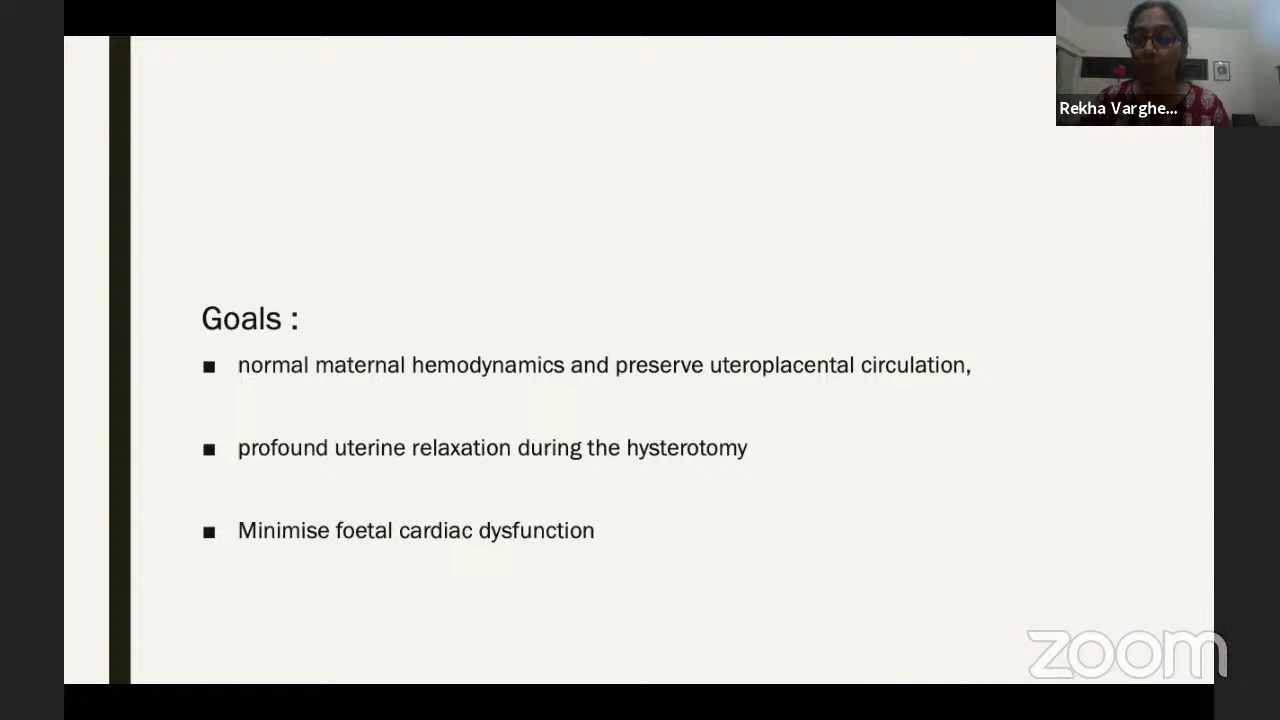 Rekha Varghe...
Goals :
■ normal maternal hemodynamics and preserve uteroplacental circulation,
■ profound uterine relaxation during the hysterotomy
■ Minimise foetal cardiac dysfunction
zoom